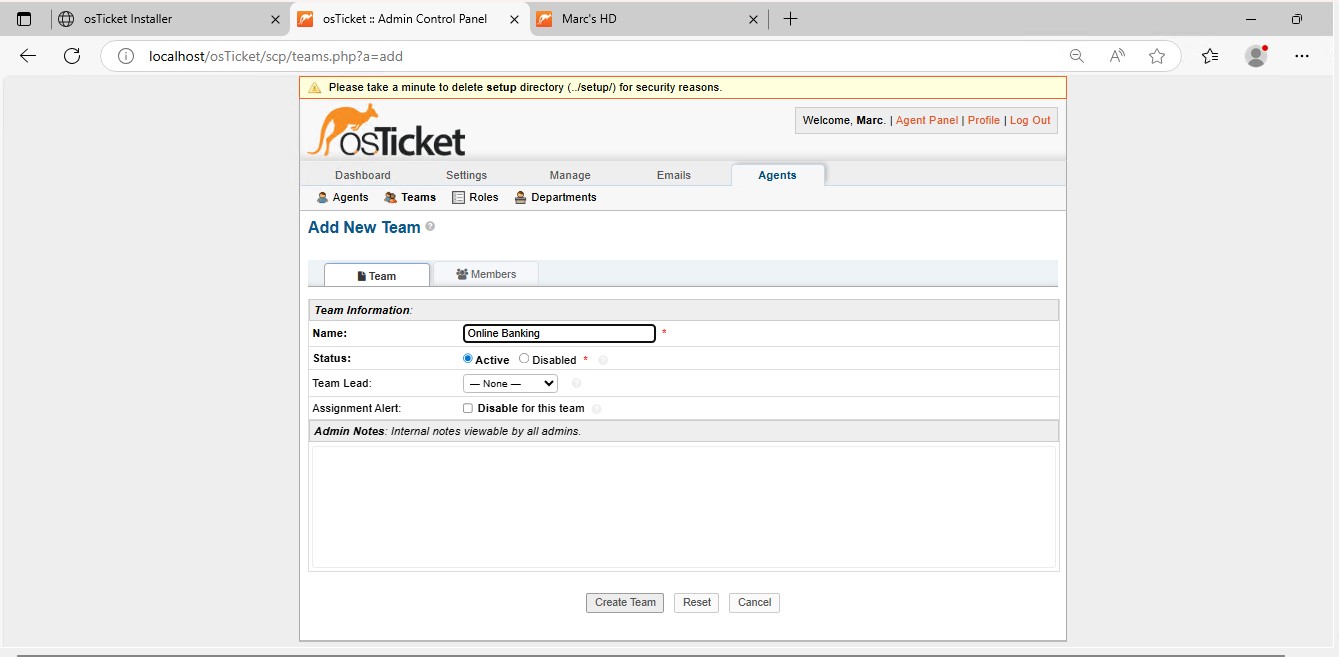 osTicket Installer
osTicket :: Admin Control Panel
Marc's HD
localhost/osTicket/scp/teams.php?a=add
Please take a minute to delete setup directory (../setup/) for security reasons.
osTicket
Welcome, Marc. | Agent Panel | Profile | Log Out
Dashboard Settings Manage Emails Agents
Agents Teams Roles Departments
Add New Team
Team Members
Team Information:
Name: Online Banking *
Status: Active Disabled *
Team Lead: — None —
Assignment Alert: Disable for this team
Admin Notes: Internal notes viewable by all admins.
Create Team Reset Cancel